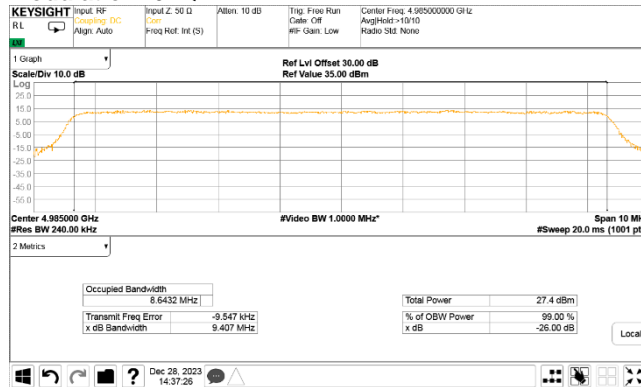 KEYSIGHT Input: RF Input Z: 50 Ω Atten: 10 dB Trig: Free Run Center Freq: 4.985000000 GHz
RL Coupling: DC Corr Gate: Off Avg|Hold:>10/10
Align: Auto Freq Ref: Int (S) #IF Gain: Low Radio Std: None
LXI
1 Graph
Ref Lvl Offset 30.00 dB
Scale/Div 10.0 dB Ref Value 35.00 dBm
Log
25.0
15.0
5.00
-5.00
-15.0
-25.0
-35.0
-45.0
-55.0
Center 4.985000 GHz #Video BW 1.0000 MHz* Span 10 MH
#Res BW 240.00 kHz #Sweep 20.0 ms (1001 pt
2 Metrics
Occupied Bandwidth
8.6432 MHz Total Power 27.4 dBm
Transmit Freq Error -9.547 kHz % of OBW Power 99.00 %
x dB Bandwidth 9.407 MHz x dB -26.00 dB
Local
? Dec 28, 2023
14:37:26